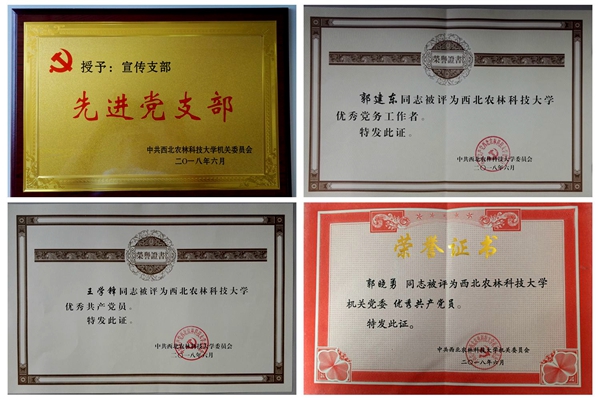 授予：宣传支部
先进党支部
中共西北农林科技大学机关委员会
二〇一八年六月
荣誉證書
郭建东同志被评为西北农林科技大学
优秀党务工作者。
特发此证。
中共西北农林科技大学委员会
二〇一八年六月
荣誉證書
王学锋同志被评为西北农林科技大学
优秀共产党员。
特发此证。
中共西北农林科技大学委员会
二〇一八年六月
荣誉证书
郭晓勇 同志被评为西北农林科技大学
机关党委 优秀共产党员。
特发此证。
中共西北农林科技大学机关委员会
二〇一八年六月